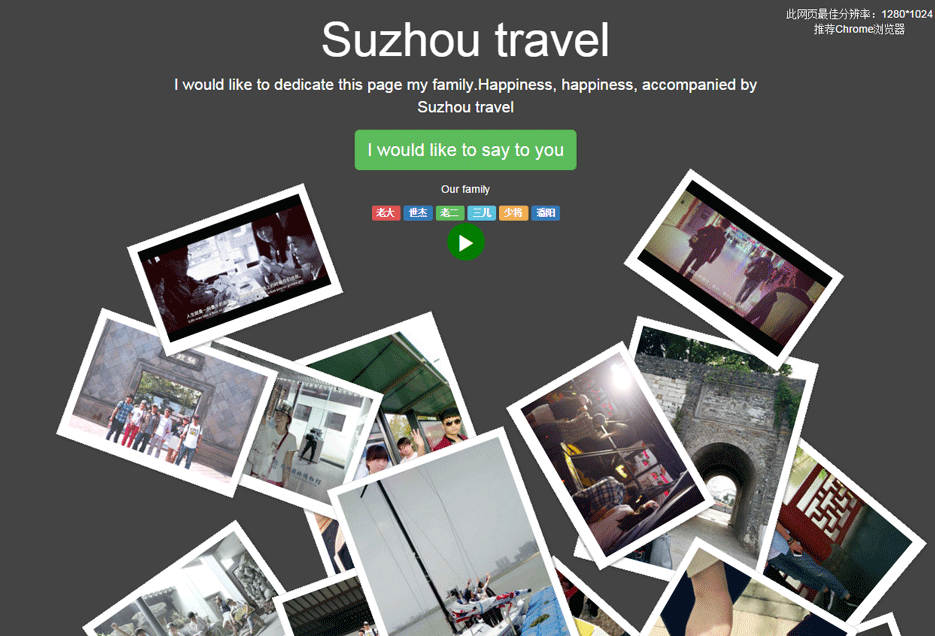 此网页最佳分辨率：1280*1024
推荐Chrome浏览器
Suzhou travel
I would like to dedicate this page my family.Happiness, happiness, accompanied by
Suzhou travel
I would like to say to you
Our family
老大 世杰 老二 三儿 少将 潘阳